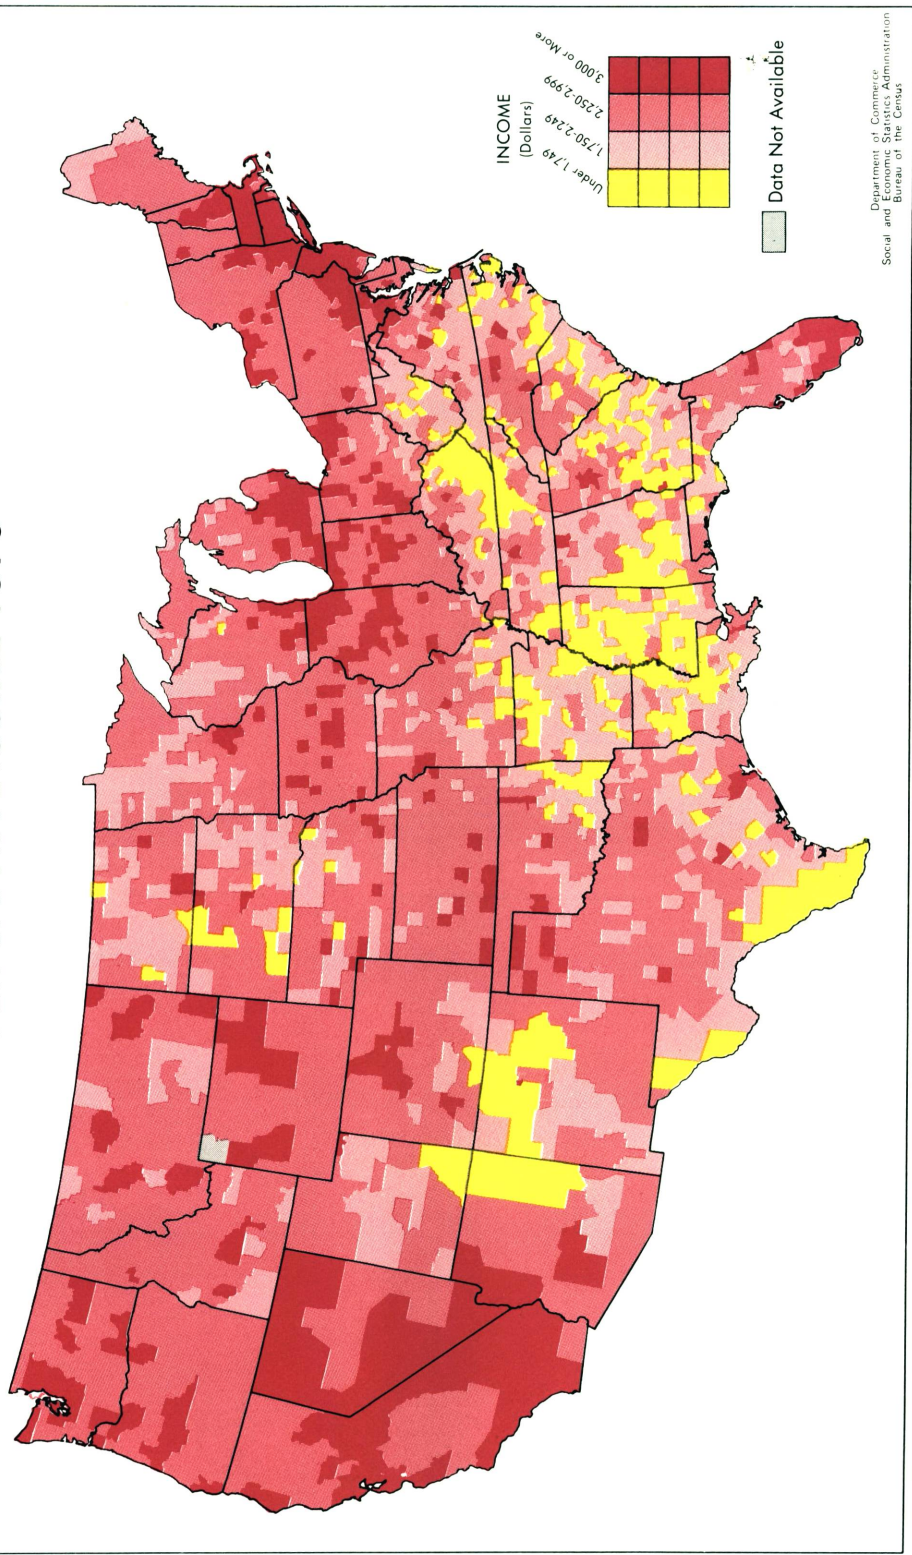 INCOME
(Dollars)
Under 1,749
1,750-2,249
2,250-2,999
3,000 or More
Data Not Available
Department of Commerce
Social and Economic Statistics Administration
Bureau of the Census